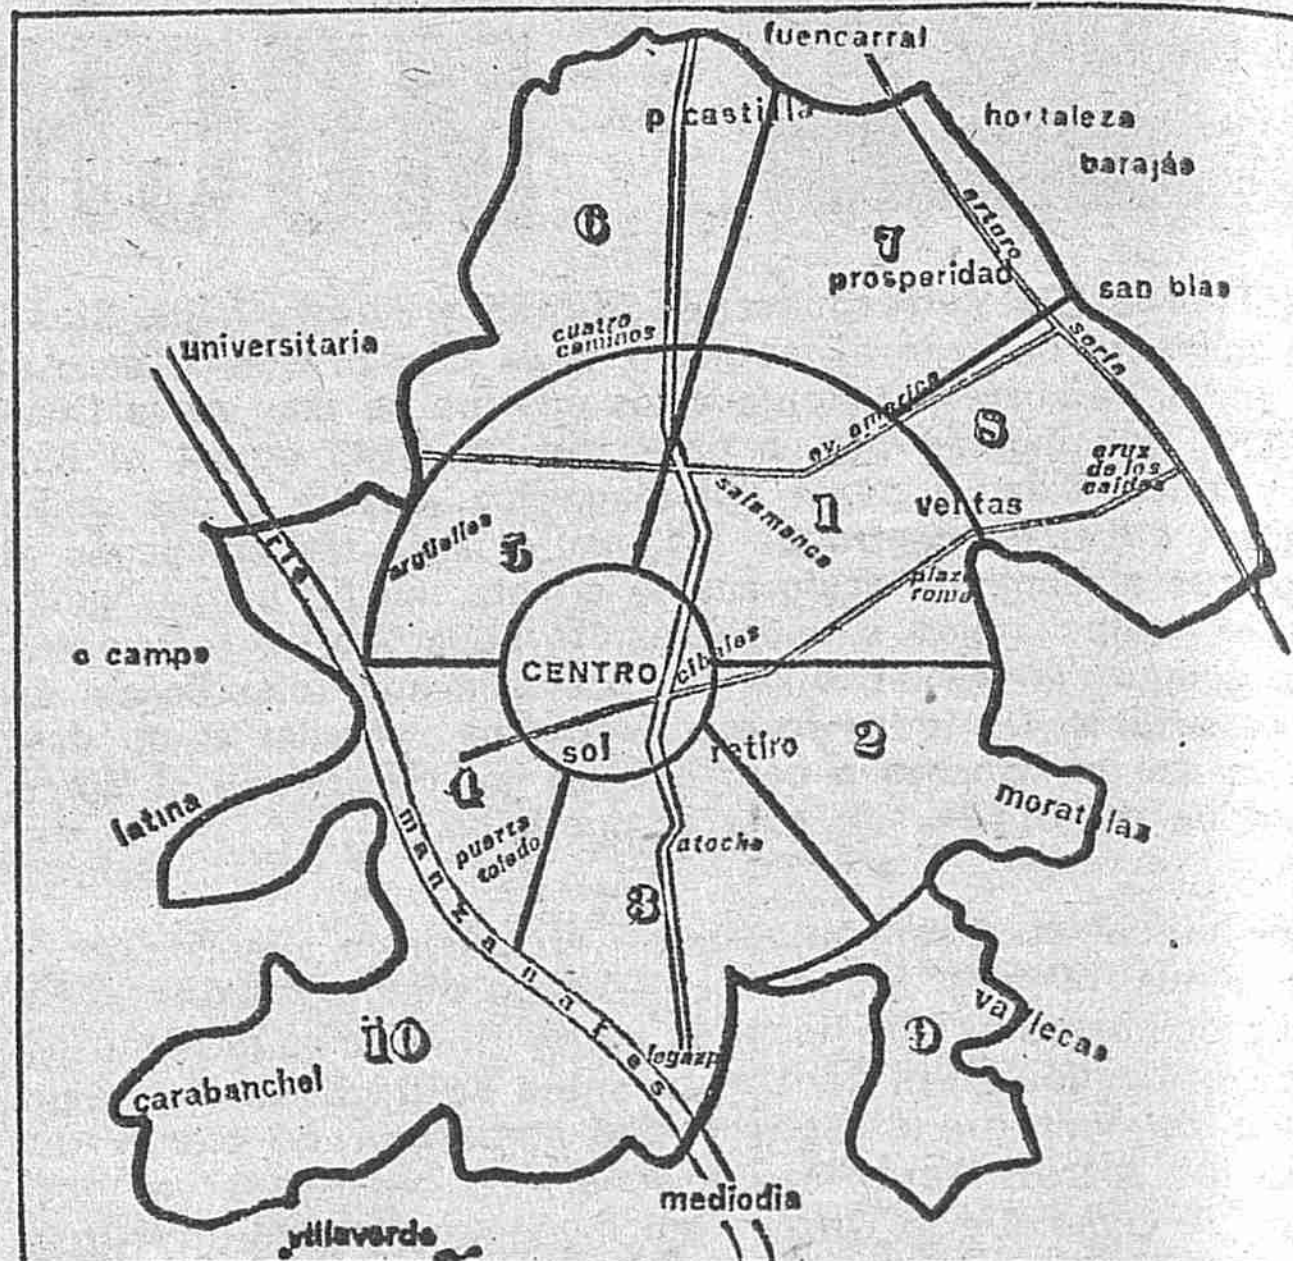 fuencarral
p castilla
hortaleza
barajas
6
7
arturo
prosperidad
san blas
soria
cuatro
caminos
universitaria
av. america
8
cruz
de los
caidos
salamanca
1
ventas
argüelles
5
rio
plaza
roma
c campo
CENTRO
cibeles
sol
retiro
2
4
latina
moratalaz
puerta
toledo
atocha
manzanares
3
vallecas
10
9
legazpi
carabanchel
mediodia
villaverde